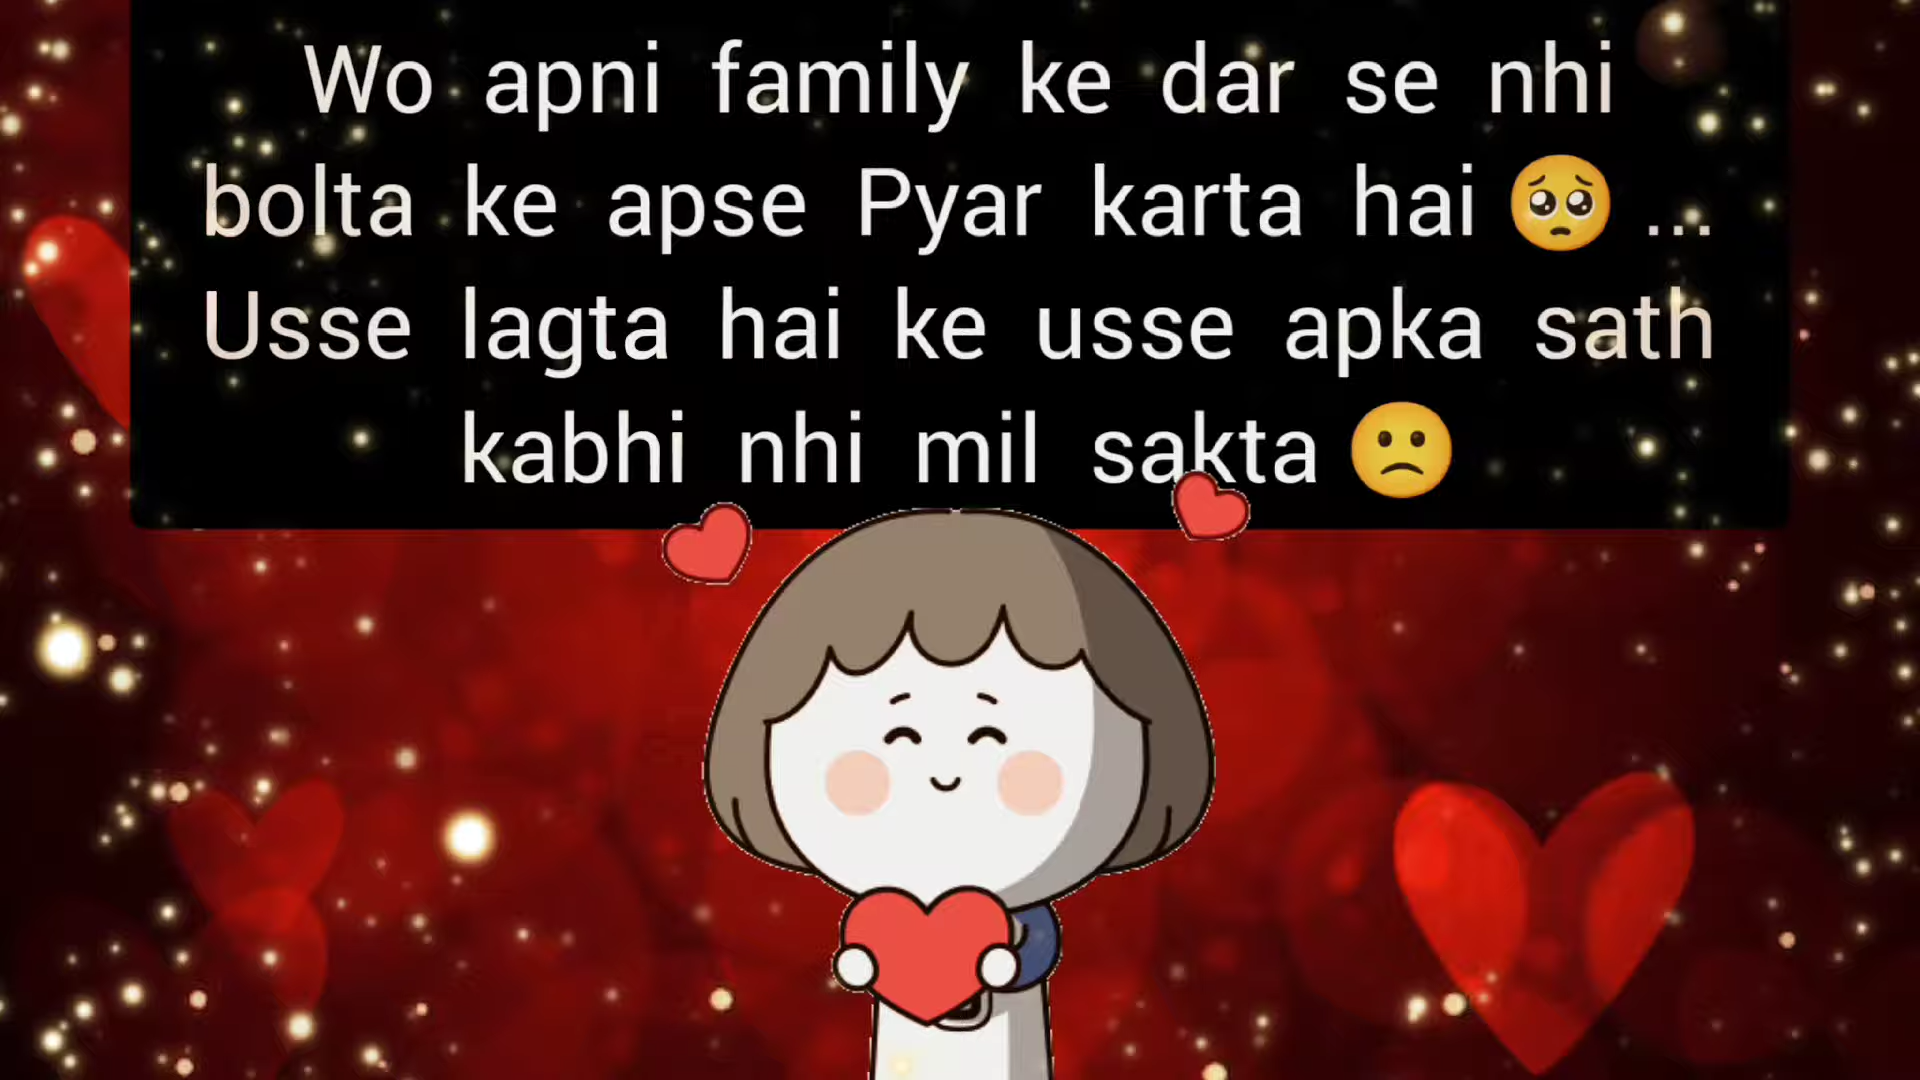 Wo apni family ke dar se nhi
bolta ke apse Pyar karta hai 🥺 ...
Usse lagta hai ke usse apka sath
kabhi nhi mil sakta 🙁